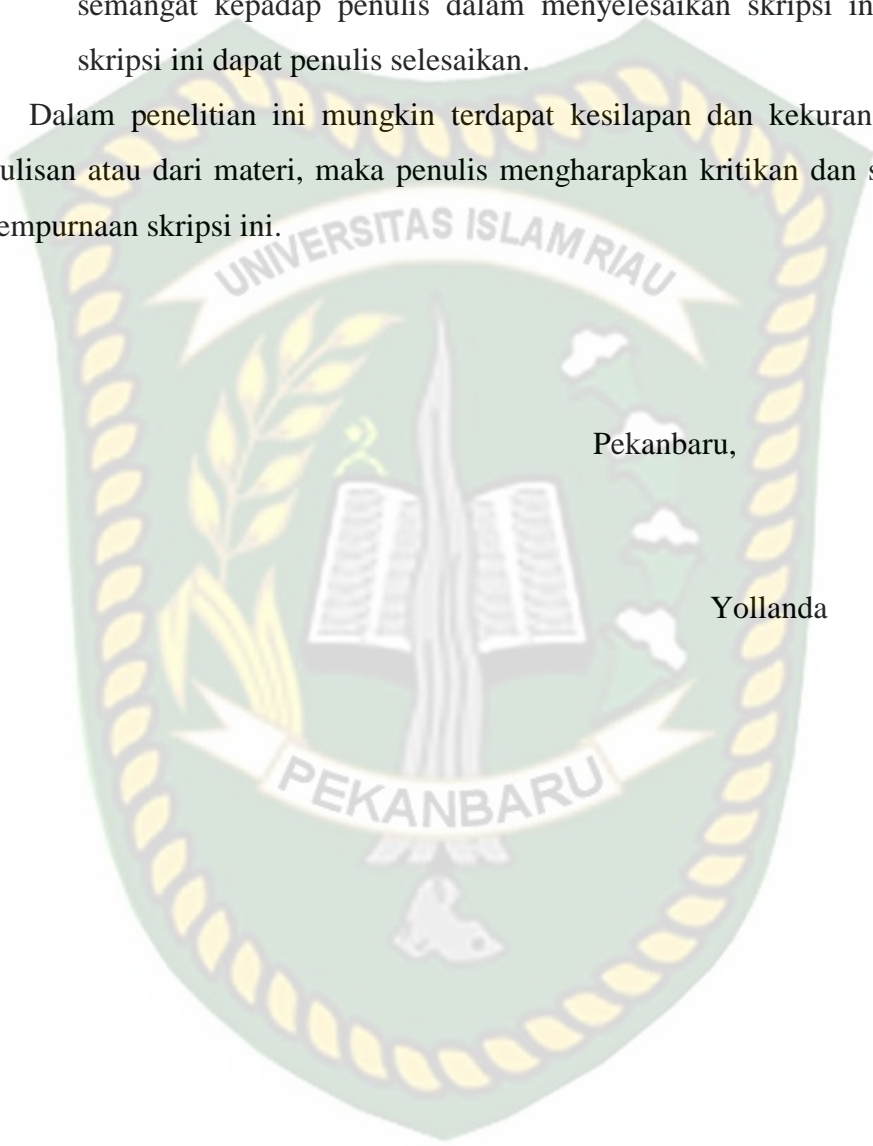 semangat kepadap penulis dalam menyelesaikan skripsi in
skripsi ini dapat penulis selesaikan.
Dalam penelitian ini mungkin terdapat kesilapan dan kekuran
ulisan atau dari materi, maka penulis mengharapkan kritikan dan s
empurnaan skripsi ini.
UNIVERSITAS ISLAM RIAU
Pekanbaru,
Yollanda
PEKANBARU